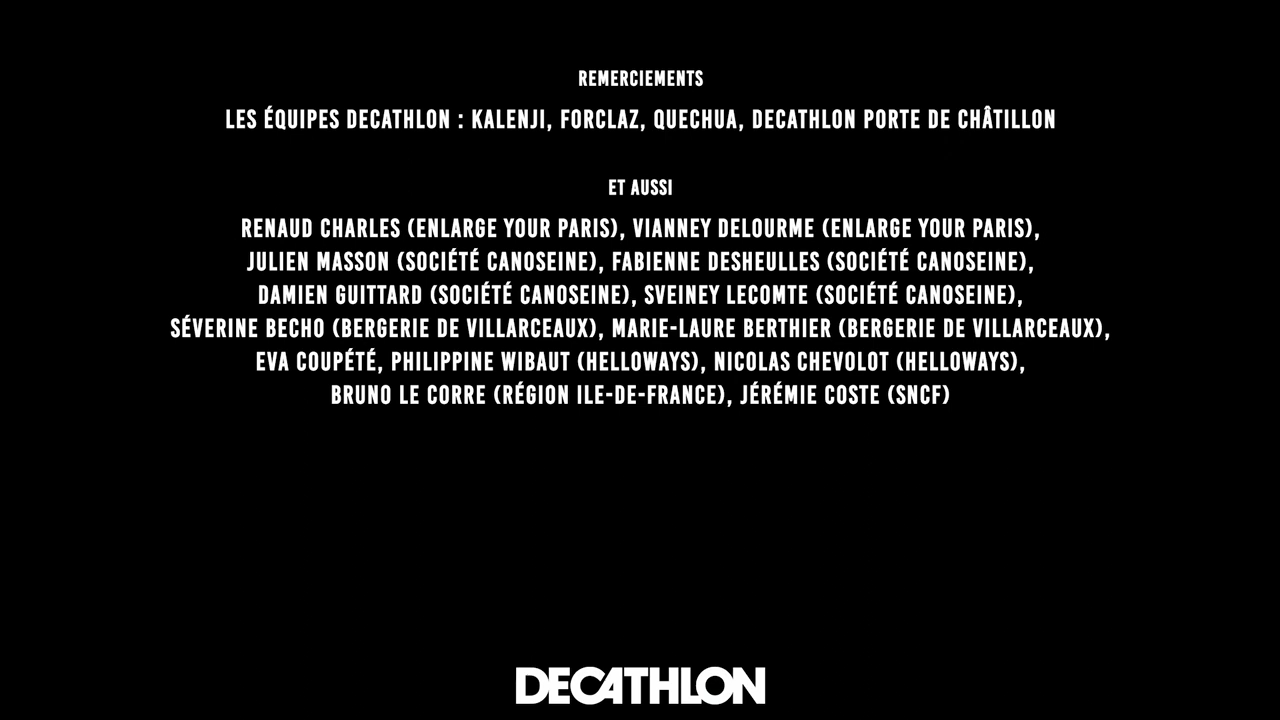 REMERCIEMENTS
LES ÉQUIPES DECATHLON : KALENJI, FORCLAZ, QUECHUA, DECATHLON PORTE DE CHÂTILLON
ET AUSSI
RENAUD CHARLES (ENLARGE YOUR PARIS), VIANNEY DELOURME (ENLARGE YOUR PARIS),
JULIEN MASSON (SOCIÉTÉ CANOSEINE), FABIENNE DESHEULLES (SOCIÉTÉ CANOSEINE),
DAMIEN GUITTARD (SOCIÉTÉ CANOSEINE), SVEINEY LECOMTE (SOCIÉTÉ CANOSEINE),
SÉVERINE BECHO (BERGERIE DE VILLARCEAUX), MARIE-LAURE BERTHIER (BERGERIE DE VILLARCEAUX),
EVA COUPÉTÉ, PHILIPPINE WIBAUT (HELLOWAYS), NICOLAS CHEVOLOT (HELLOWAYS),
BRUNO LE CORRE (RÉGION ILE-DE-FRANCE), JÉRÉMIE COSTE (SNCF)
DECATHLON